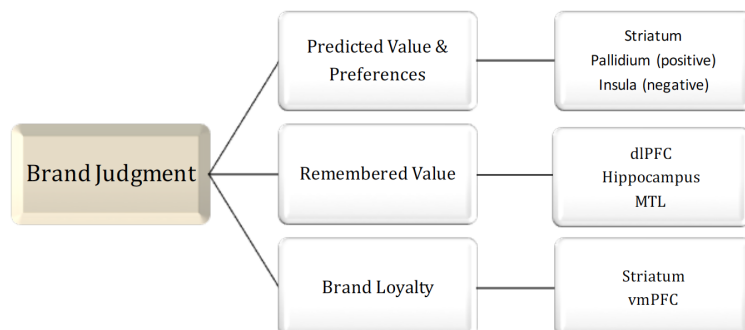 Brand Judgment
Predicted Value &
Preferences
Striatum
Pallidium (positive)
Insula (negative)
Remembered Value
dlPFC
Hippocampus
MTL
Brand Loyalty
Striatum
vmPFC